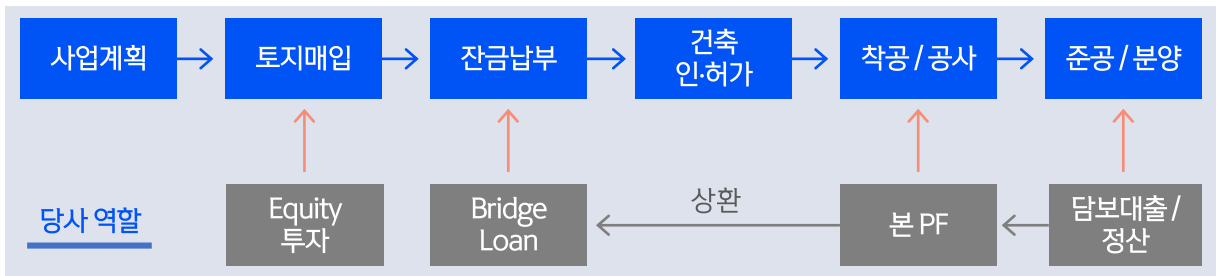 사업계획
토지매입
잔금납부
건축
인·허가
착공 / 공사
준공 / 분양
당사 역할
Equity
투자
Bridge
Loan
상환
본 PF
담보대출 /
정산